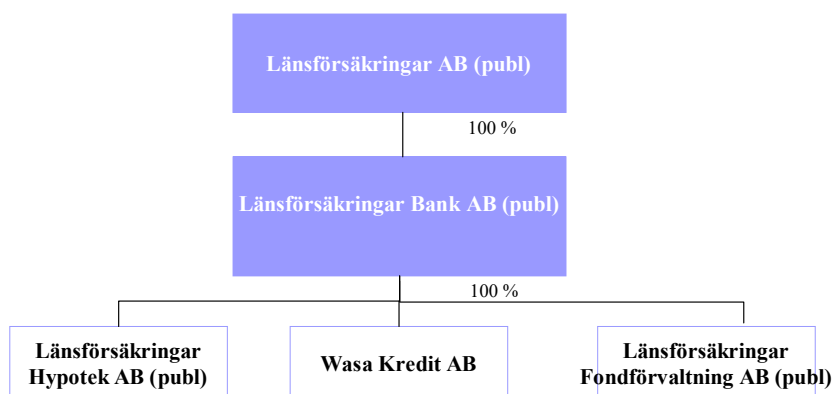 Länsförsäkringar AB (publ)
100 %
Länsförsäkringar Bank AB (publ)
100 %
Länsförsäkringar
Hypotek AB (publ)
Wasa Kredit AB
Länsförsäkringar
Fondförvaltning AB (publ)